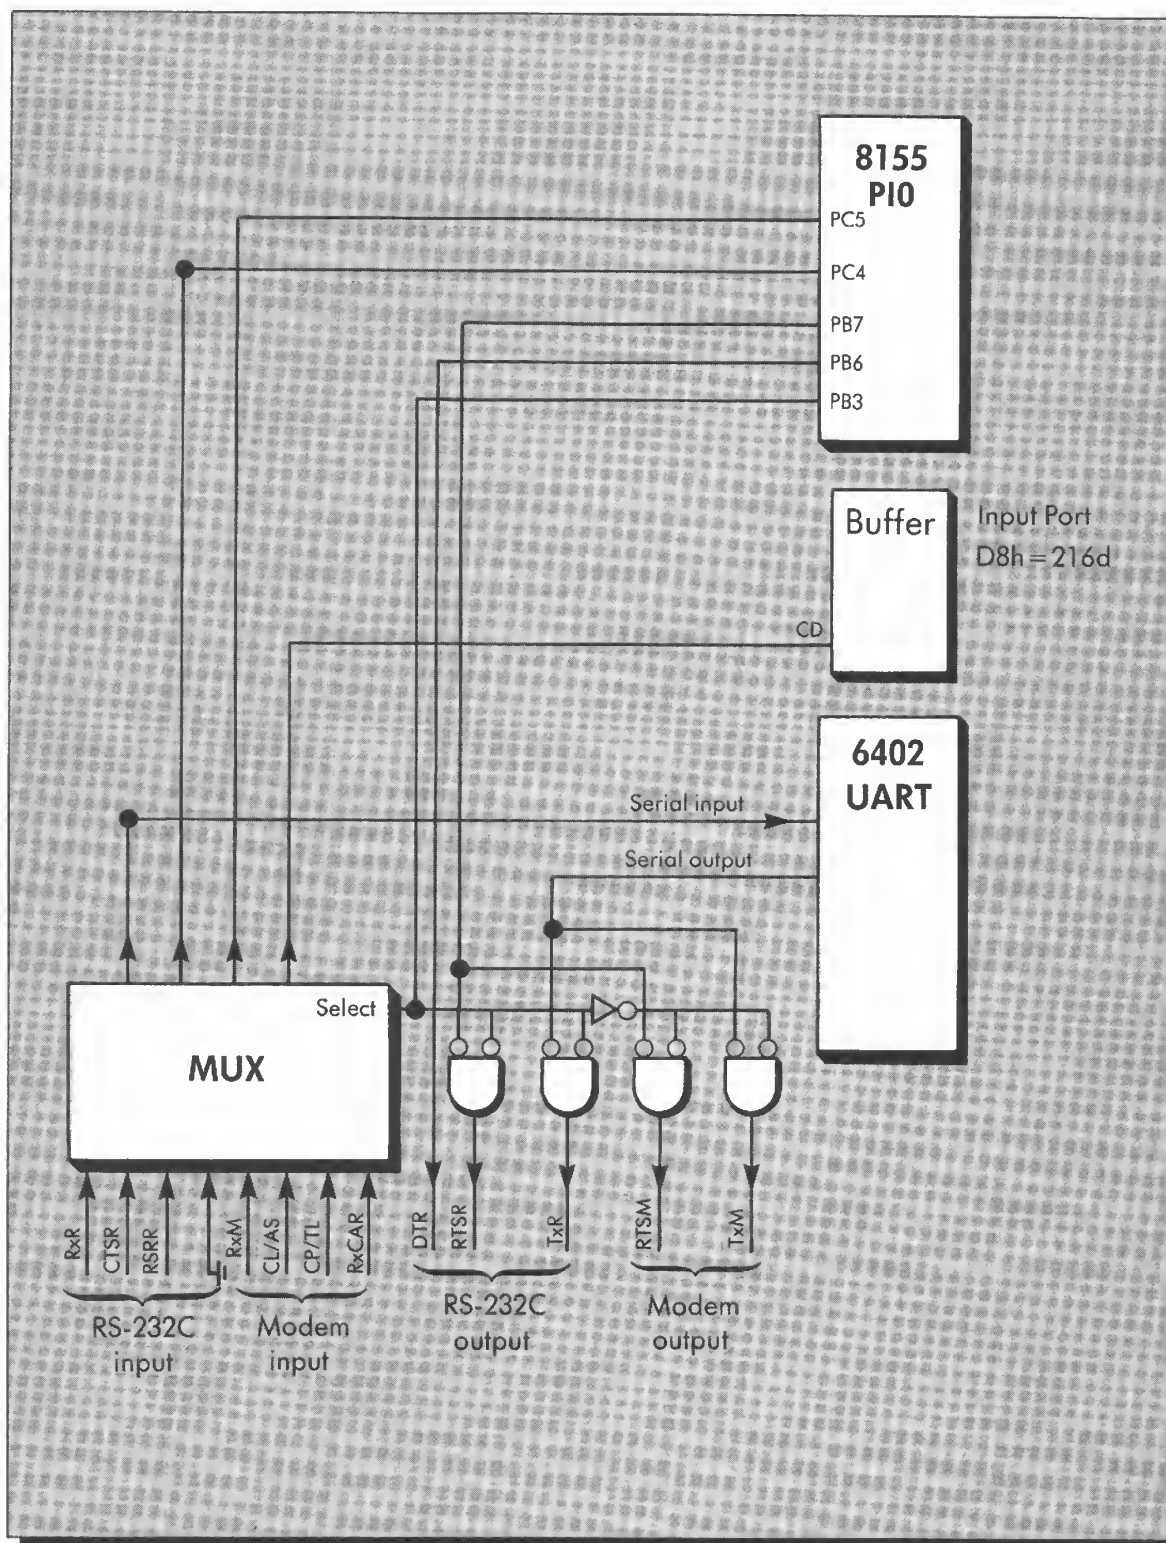 8155
PIO
PC5
PC4
PB7
PB6
PB3
Buffer
Input Port
D8h = 216d
CD
6402
UART
Serial input
Serial output
Select
MUX
RxR
CTSR
RSRR
RxM
CL/AS
CP/TL
RxCAR
DTR
RTSR
TxR
RTSM
TxM
RS-232C
input
Modem
input
RS-232C
output
Modem
output